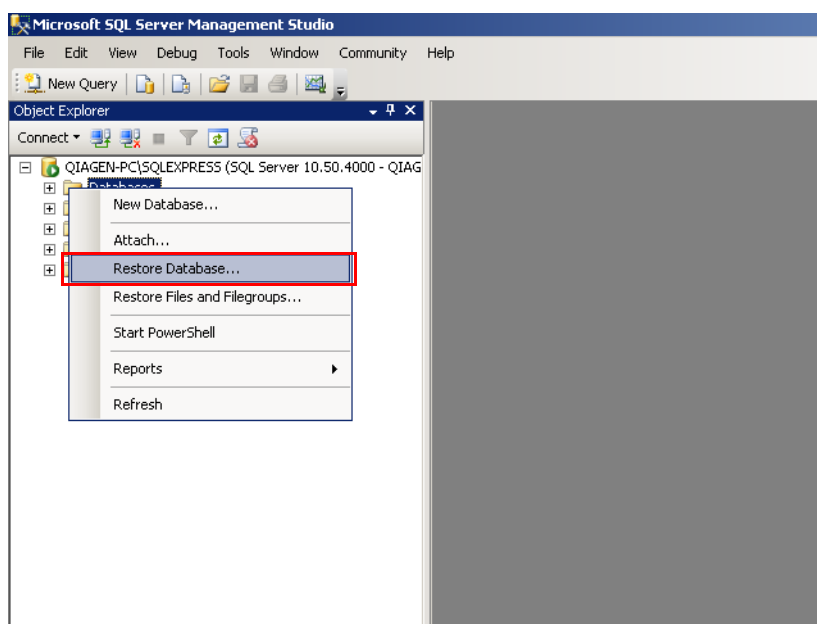 Microsoft SQL Server Management Studio
File Edit View Debug Tools Window Community Help
New Query
Object Explorer
Connect
QIAGEN-PC\SQLEXPRESS (SQL Server 10.50.4000 - QIAG
Databases
New Database...
Attach...
Restore Database...
Restore Files and Filegroups...
Start PowerShell
Reports
Refresh